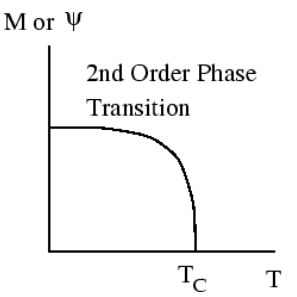 M or Ψ
2nd Order Phase
Transition
T_C
T